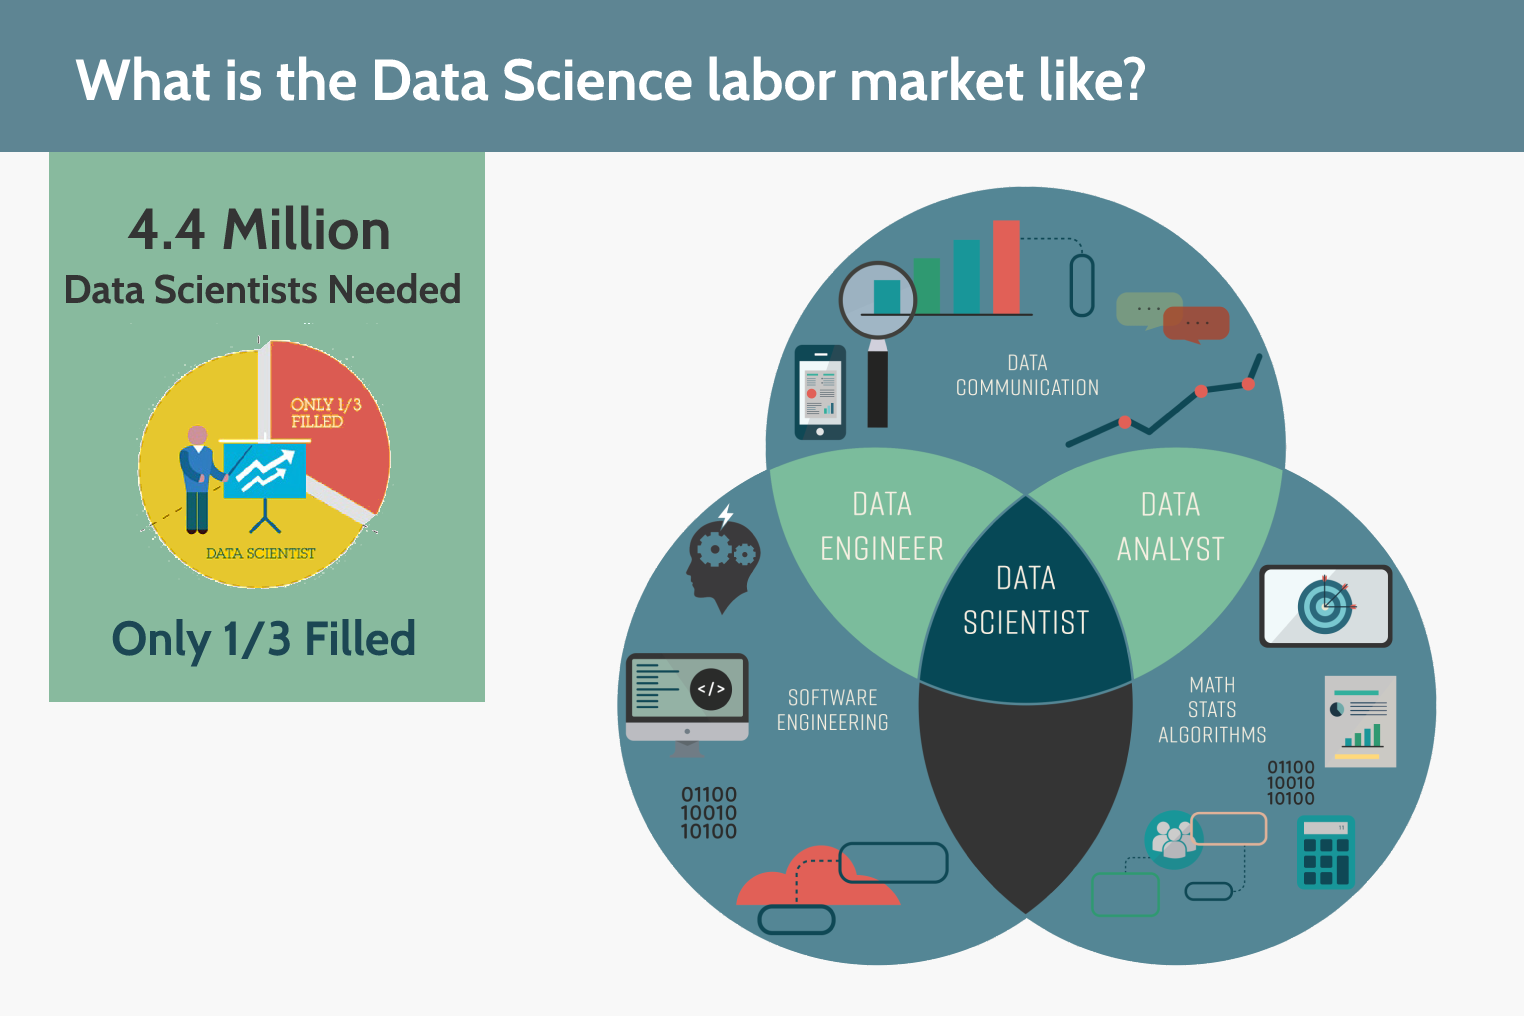 What is the Data Science labor market like?
4.4 Million
Data Scientists Needed
ONLY 1/3
FILLED
DATA SCIENTIST
Only 1/3 Filled
DATA
COMMUNICATION
DATA
ENGINEER
DATA
ANALYST
DATA
SCIENTIST
</>
SOFTWARE
ENGINEERING
01100
10010
10100
MATH
STATS
ALGORITHMS
01100
10010
10100